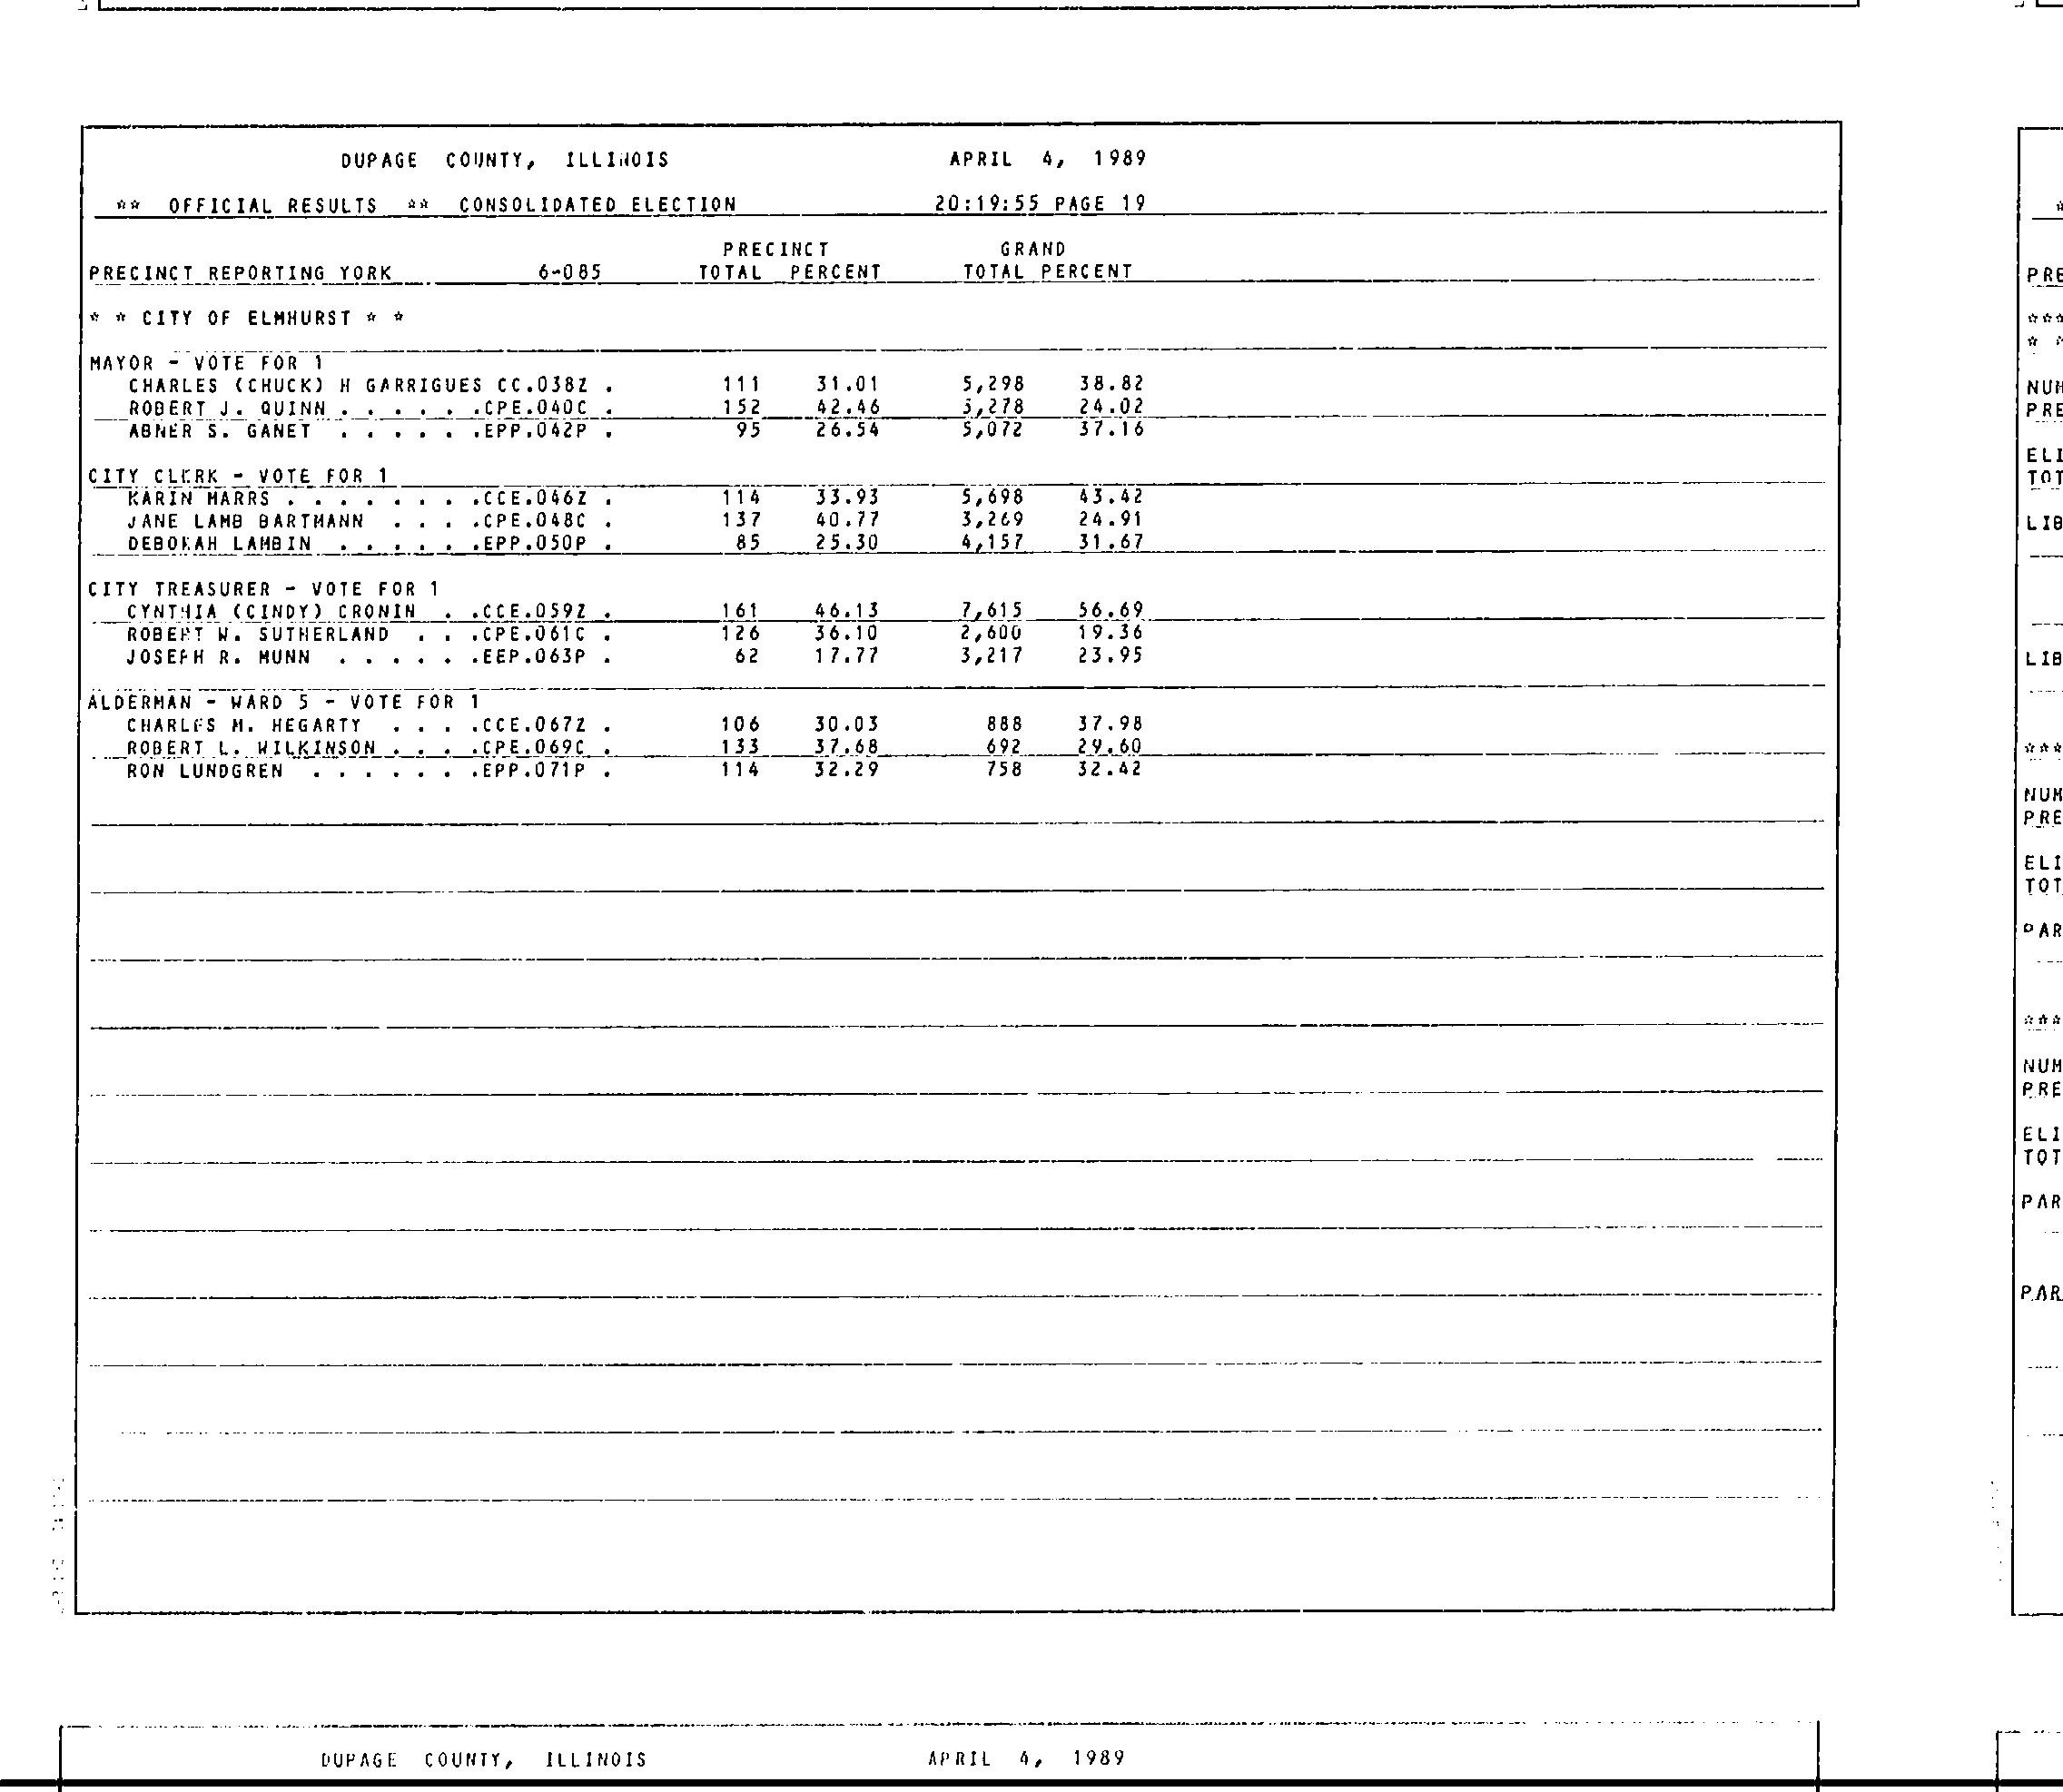 DUPAGE COUNTY, ILLINOIS APRIL 4, 1989
** OFFICIAL RESULTS ** CONSOLIDATED ELECTION 20:19:55 PAGE 19
PRECINCT GRAND
PRECINCT REPORTING YORK 6-085 TOTAL PERCENT TOTAL PERCENT
* * CITY OF ELMHURST * *
MAYOR - VOTE FOR 1
CHARLES (CHUCK) H GARRIGUES CC.038Z . 111 31.01 5,298 38.82
ROBERT J. QUINN . . . . . .CPE.040C . 152 42.46 3,278 24.02
ABNER S. GANET . . . . . .EPP.042P . 95 26.54 5,072 37.16
CITY CLERK - VOTE FOR 1
KARIN MARRS . . . . . . . .CCE.046Z . 114 33.93 5,698 43.42
JANE LAMB BARTMANN . . . .CPE.048C . 137 40.77 3,269 24.91
DEBORAH LAMBIN . . . . . .EPP.050P . 85 25.30 4,157 31.67
CITY TREASURER - VOTE FOR 1
CYNTHIA (CINDY) CRONIN . .CCE.059Z . 161 46.13 7,615 56.69
ROBERT W. SUTHERLAND . . .CPE.061C . 126 36.10 2,600 19.36
JOSEPH R. MUNN . . . . . .EEP.063P . 62 17.77 3,217 23.95
ALDERMAN - WARD 5 - VOTE FOR 1
CHARLES M. HEGARTY . . . .CCE.067Z . 106 30.03 888 37.98
ROBERT L. WILKINSON . . . .CPE.069C . 133 37.68 692 29.60
RON LUNDGREN . . . . . . .EPP.071P . 114 32.29 758 32.42
DUPAGE COUNTY, ILLINOIS APRIL 4, 1989
PRE
***
NUM
PRE
ELI
TOT
LIB
LIB
***
NUM
PRE
ELI
TOT
PAR
***
NUM
PRE
ELI
TOT
PAR
PAR